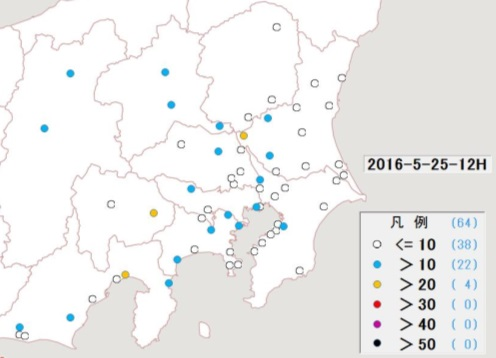 2016-5-25-12H
凡 例 (64)
<= 10 (38)
> 10 (22)
> 20 ( 4)
> 30 ( 0)
> 40 ( 0)
> 50 ( 0)